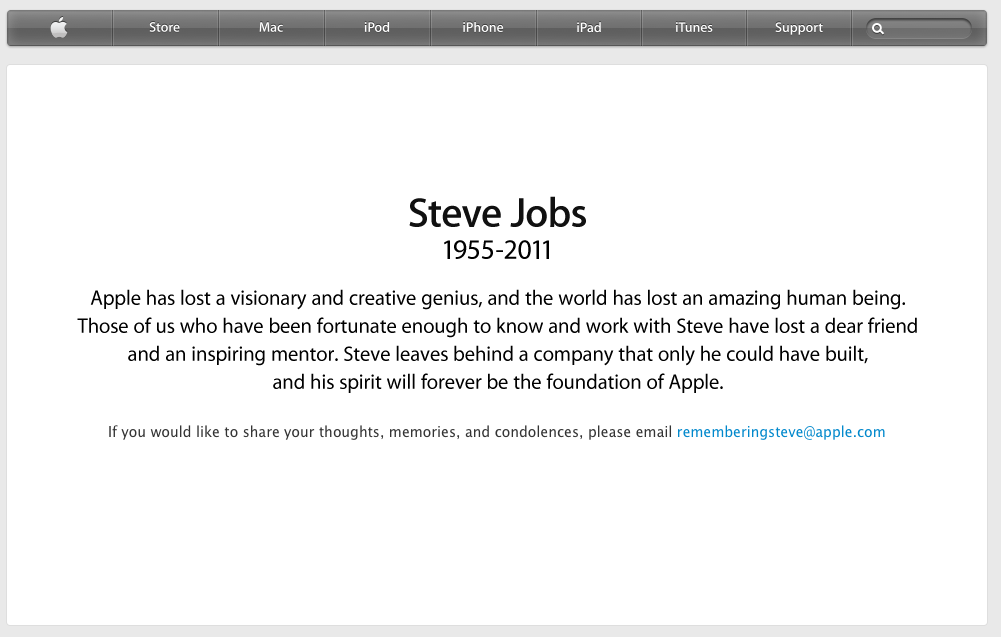 Store Mac iPod iPhone iPad iTunes Support
Steve Jobs
1955-2011
Apple has lost a visionary and creative genius, and the world has lost an amazing human being.
Those of us who have been fortunate enough to know and work with Steve have lost a dear friend
and an inspiring mentor. Steve leaves behind a company that only he could have built,
and his spirit will forever be the foundation of Apple.
If you would like to share your thoughts, memories, and condolences, please email rememberingsteve@apple.com